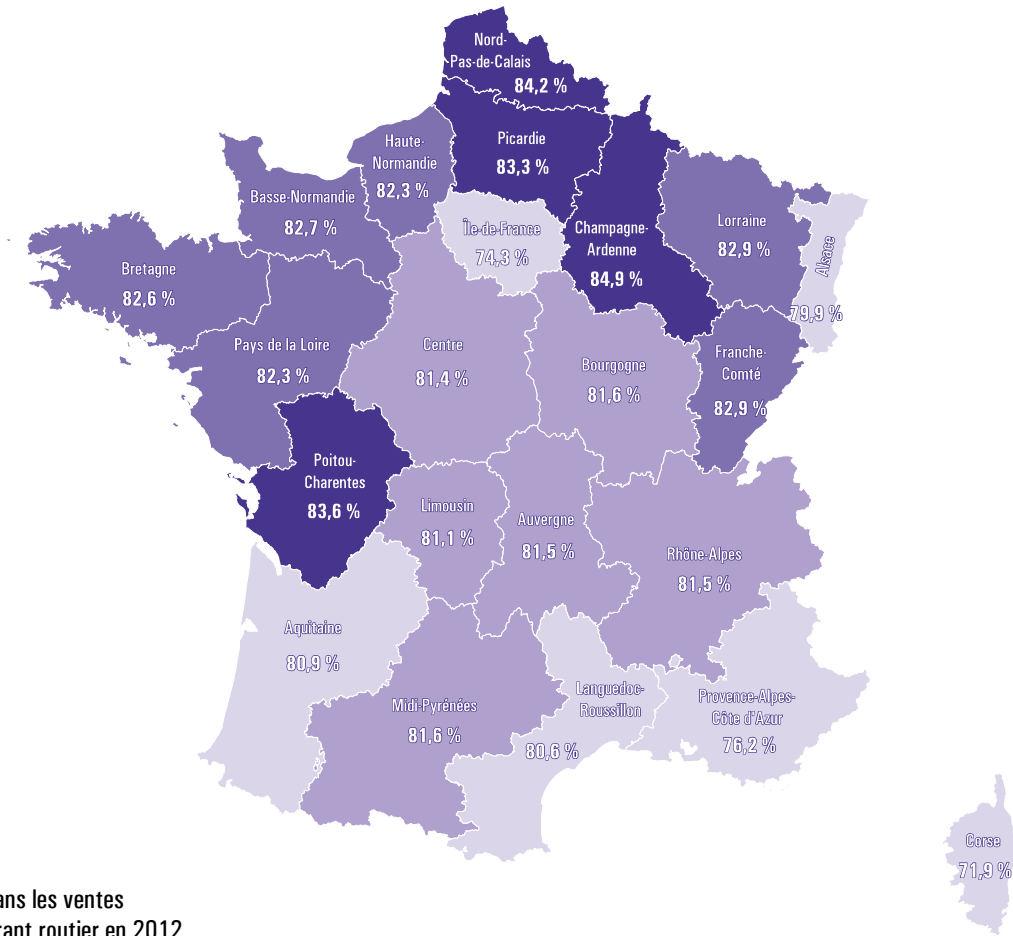 Nord-
Pas-de-Calais
84,2 %
Picardie
83,3 %
Haute-
Normandie
82,3 %
Basse-Normandie
82,7 %
Île-de-France
74,3 %
Champagne-
Ardenne
84,9 %
Lorraine
82,9 %
Alsace
79,9 %
Bretagne
82,6 %
Pays de la Loire
82,3 %
Centre
81,4 %
Bourgogne
81,6 %
Franche-
Comté
82,9 %
Poitou-
Charentes
83,6 %
Limousin
81,1 %
Auvergne
81,5 %
Rhône-Alpes
81,5 %
Aquitaine
80,9 %
Midi-Pyrénées
81,6 %
Languedoc-
Roussillon
80,6 %
Provence-Alpes-
Côte d'Azur
76,2 %
Corse
71,9 %
ans les ventes
rant routier en 2012